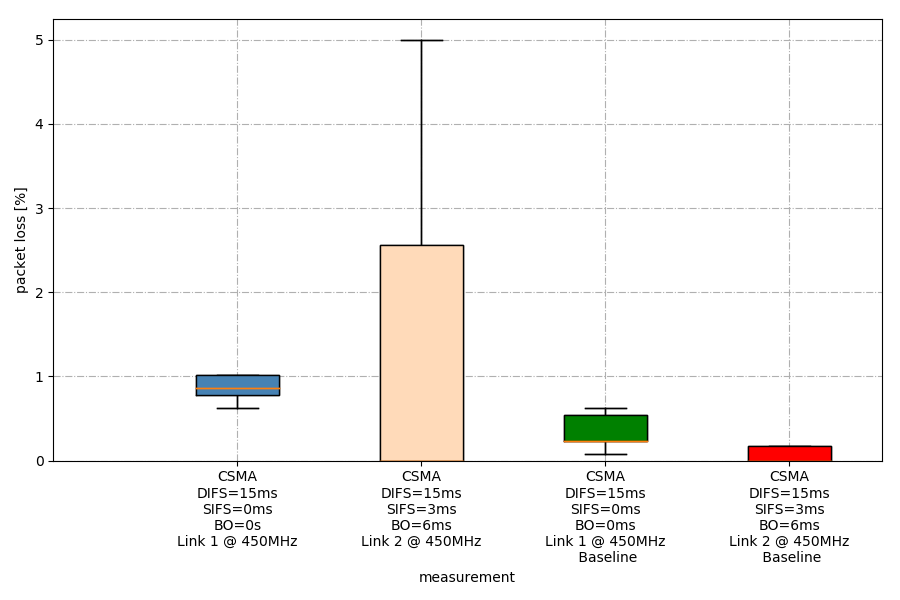 packet loss [%]
5
4
3
2
1
0
CSMA
DIFS=15ms
SIFS=0ms
BO=0s
Link 1 @ 450MHz
CSMA
DIFS=15ms
SIFS=3ms
BO=6ms
Link 2 @ 450MHz
CSMA
DIFS=15ms
SIFS=0ms
BO=0ms
Link 1 @ 450MHz
Baseline
CSMA
DIFS=15ms
SIFS=3ms
BO=6ms
Link 2 @ 450MHz
Baseline
measurement